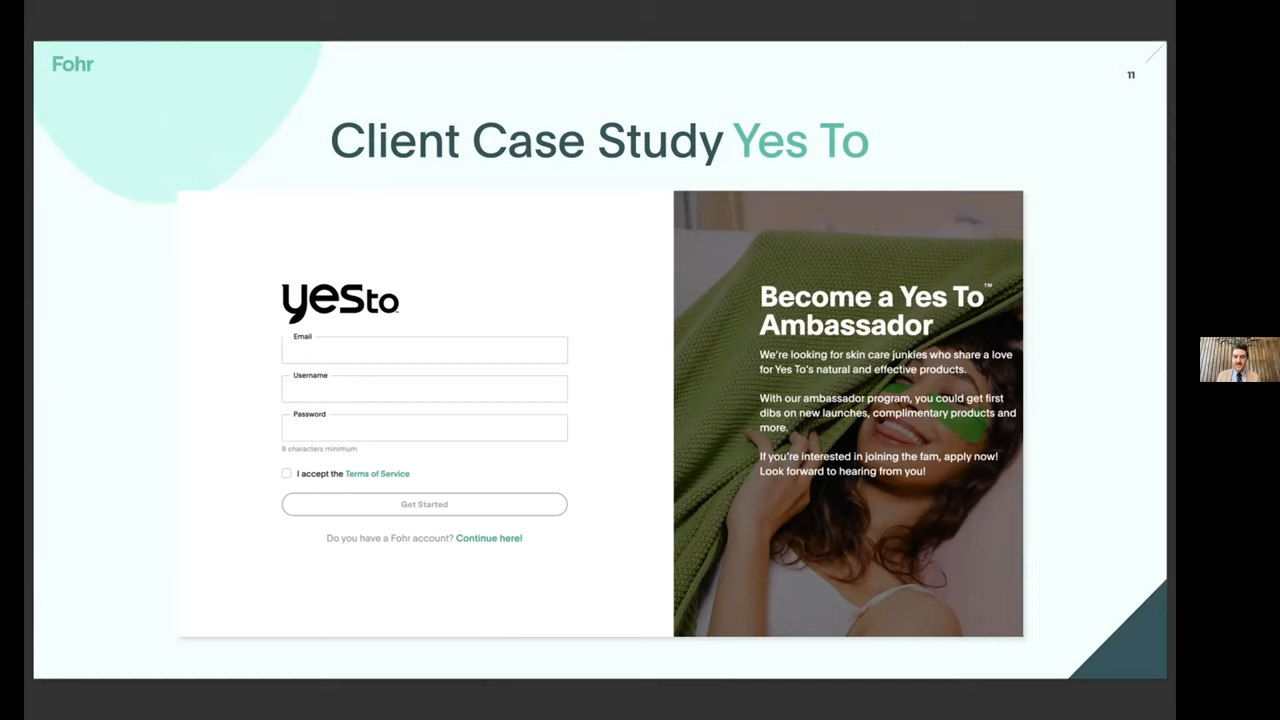 Fohr
11
Client Case Study Yes To
yesto
Email
Username
Password
8 characters minimum
I accept the Terms of Service
Get Started
Do you have a Fohr account? Continue here!
Become a Yes To™
Ambassador
We're looking for skin care junkies who share a love
for Yes To's natural and effective products.
With our ambassador program, you could get first
dibs on new launches, complimentary products and
more.
If you're interested in joining the fam, apply now!
Look forward to hearing from you!